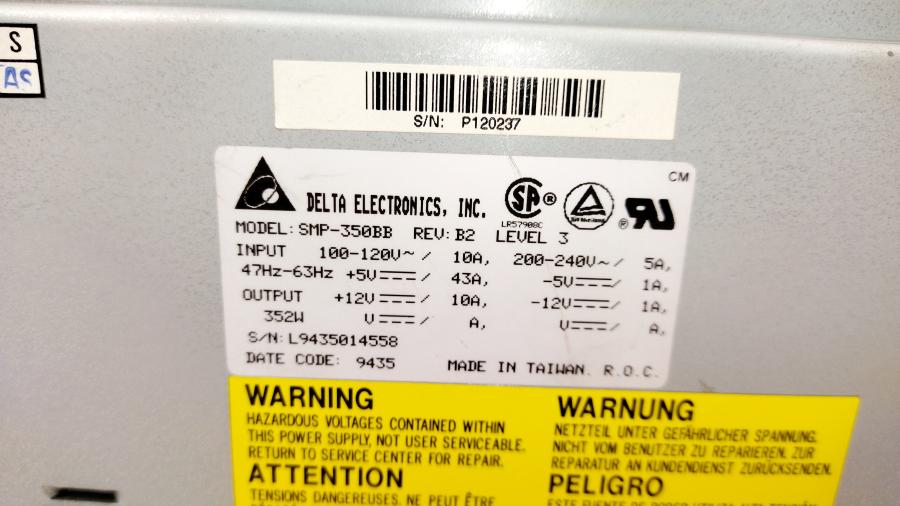 S
AS
S/N: P120237
CM
DELTA ELECTRONICS, INC.
SA ®
LR57908C
® RU
MODEL: SMP-350BB REV: B2 LEVEL 3
INPUT 100-120V~/ 10A, 200-240V~/ 5A,
47Hz-63Hz +5V⎓/ 43A, -5V⎓/ 1A,
OUTPUT +12V⎓/ 10A, -12V⎓/ 1A,
352W V⎓/ A, V⎓/ A,
S/N: L9435014558
DATE CODE: 9435 MADE IN TAIWAN. R.O.C.
WARNING
HAZARDOUS VOLTAGES CONTAINED WITHIN
THIS POWER SUPPLY, NOT USER SERVICEABLE.
RETURN TO SERVICE CENTER FOR REPAIR.
WARNUNG
NETZTEIL UNTER GEFÄHRLICHER SPANNUNG.
NICHT VOM BENUTZER ZU REPARIEREN. ZUR
REPARATUR AN KUNDENDIENST ZURÜCKSENDEN.
ATTENTION
TENSIONS DANGEREUSES. NE PEUT ÊTRE
PELIGRO